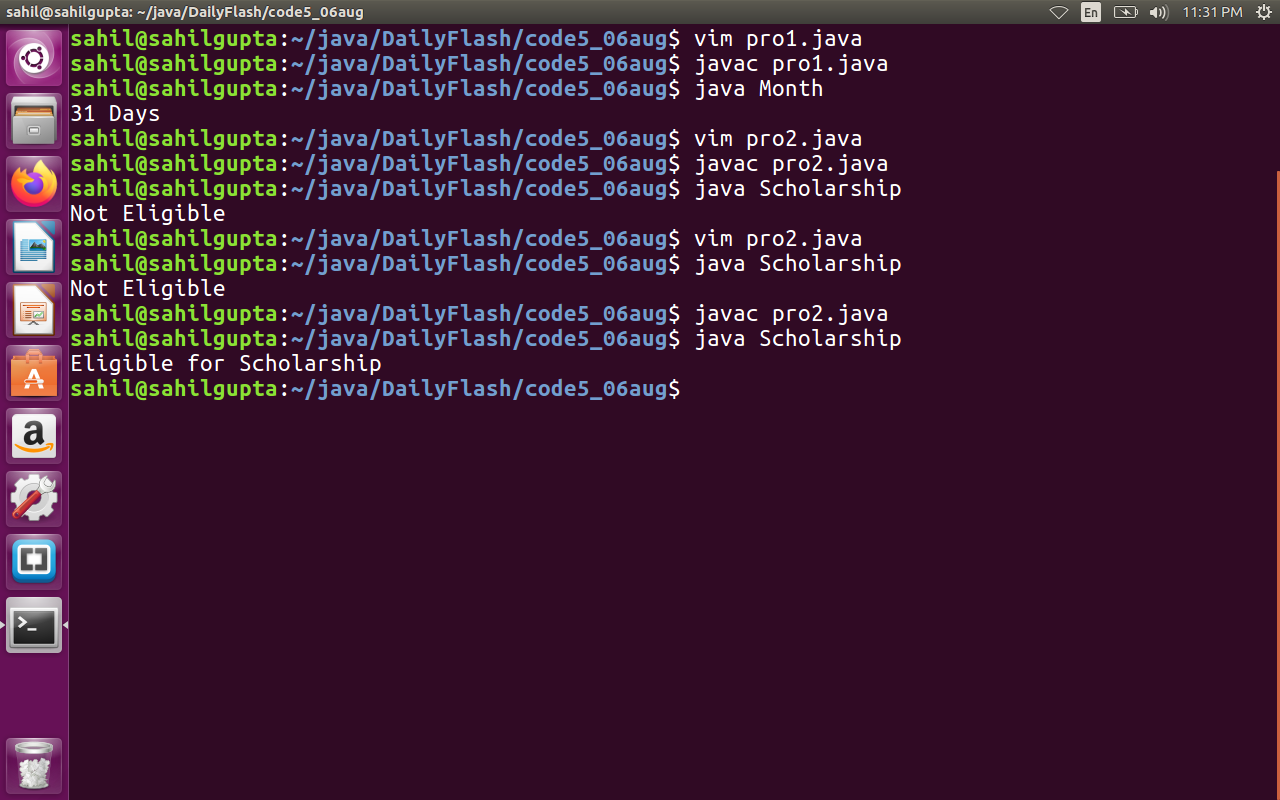 sahil@sahilgupta: ~/java/DailyFlash/code5_06aug
En
11:31 PM
sahil@sahilgupta:~/java/DailyFlash/code5_06aug$ vim pro1.java
sahil@sahilgupta:~/java/DailyFlash/code5_06aug$ javac pro1.java
sahil@sahilgupta:~/java/DailyFlash/code5_06aug$ java Month
31 Days
sahil@sahilgupta:~/java/DailyFlash/code5_06aug$ vim pro2.java
sahil@sahilgupta:~/java/DailyFlash/code5_06aug$ javac pro2.java
sahil@sahilgupta:~/java/DailyFlash/code5_06aug$ java Scholarship
Not Eligible
sahil@sahilgupta:~/java/DailyFlash/code5_06aug$ vim pro2.java
sahil@sahilgupta:~/java/DailyFlash/code5_06aug$ java Scholarship
Not Eligible
sahil@sahilgupta:~/java/DailyFlash/code5_06aug$ javac pro2.java
sahil@sahilgupta:~/java/DailyFlash/code5_06aug$ java Scholarship
Eligible for Scholarship
sahil@sahilgupta:~/java/DailyFlash/code5_06aug$